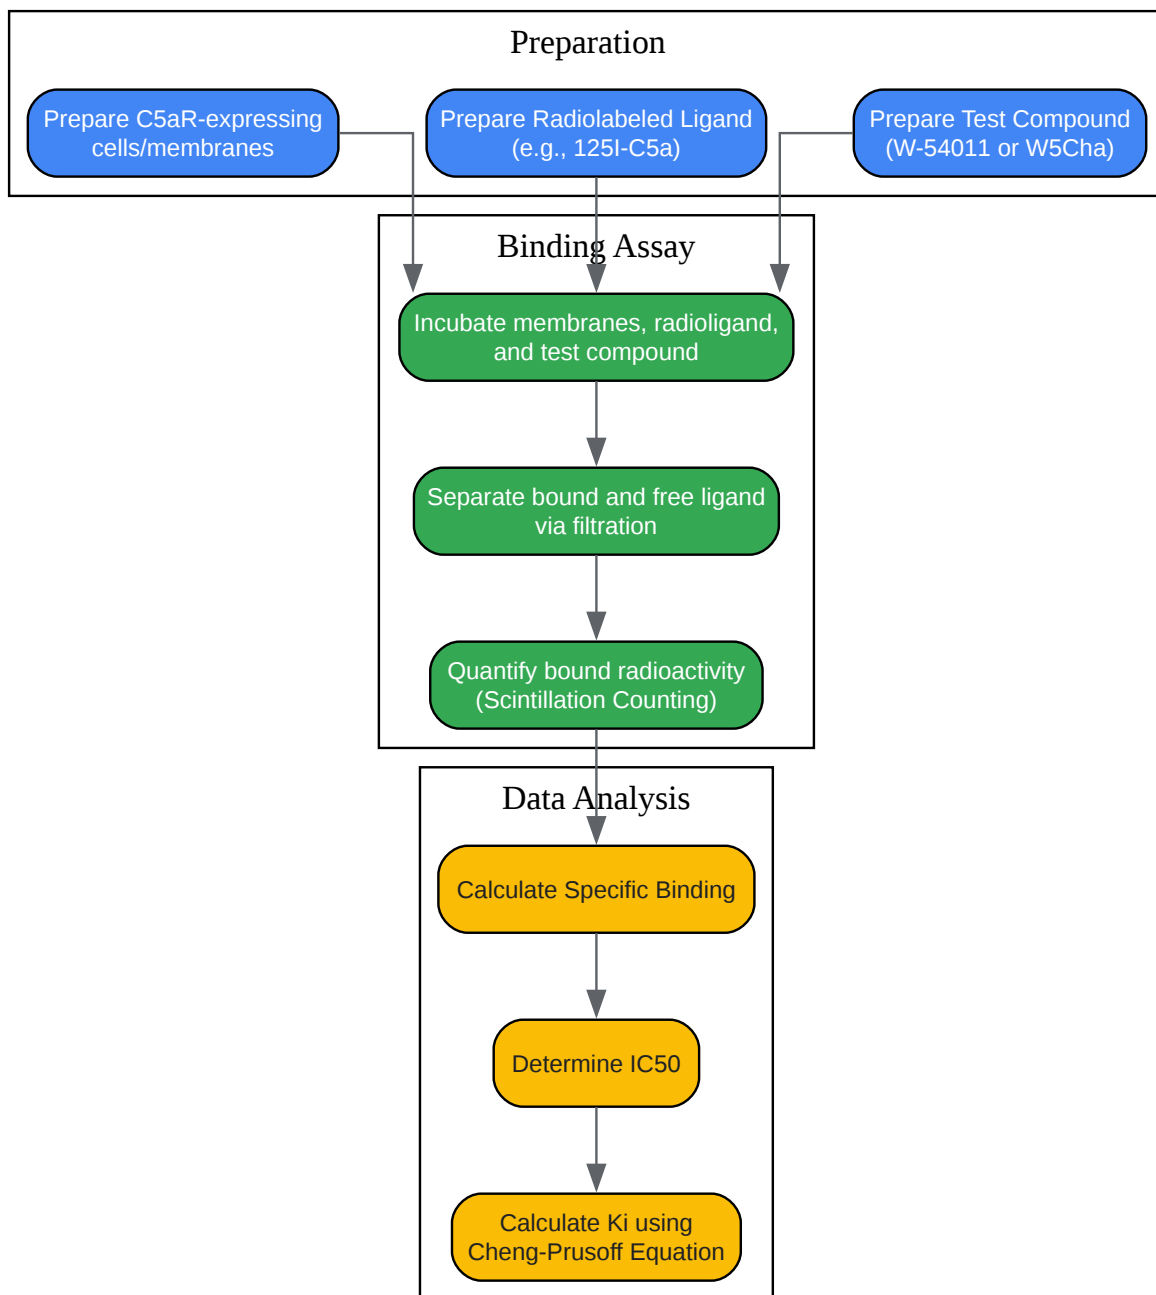 Preparation
Prepare C5aR-expressing
cells/membranes
Prepare Radiolabeled Ligand
(e.g., 125I-C5a)
Prepare Test Compound
(W-54011 or W5Cha)
Binding Assay
Incubate membranes, radioligand,
and test compound
Separate bound and free ligand
via filtration
Quantify bound radioactivity
(Scintillation Counting)
Data Analysis
Calculate Specific Binding
Determine IC50
Calculate Ki using
Cheng-Prusoff Equation